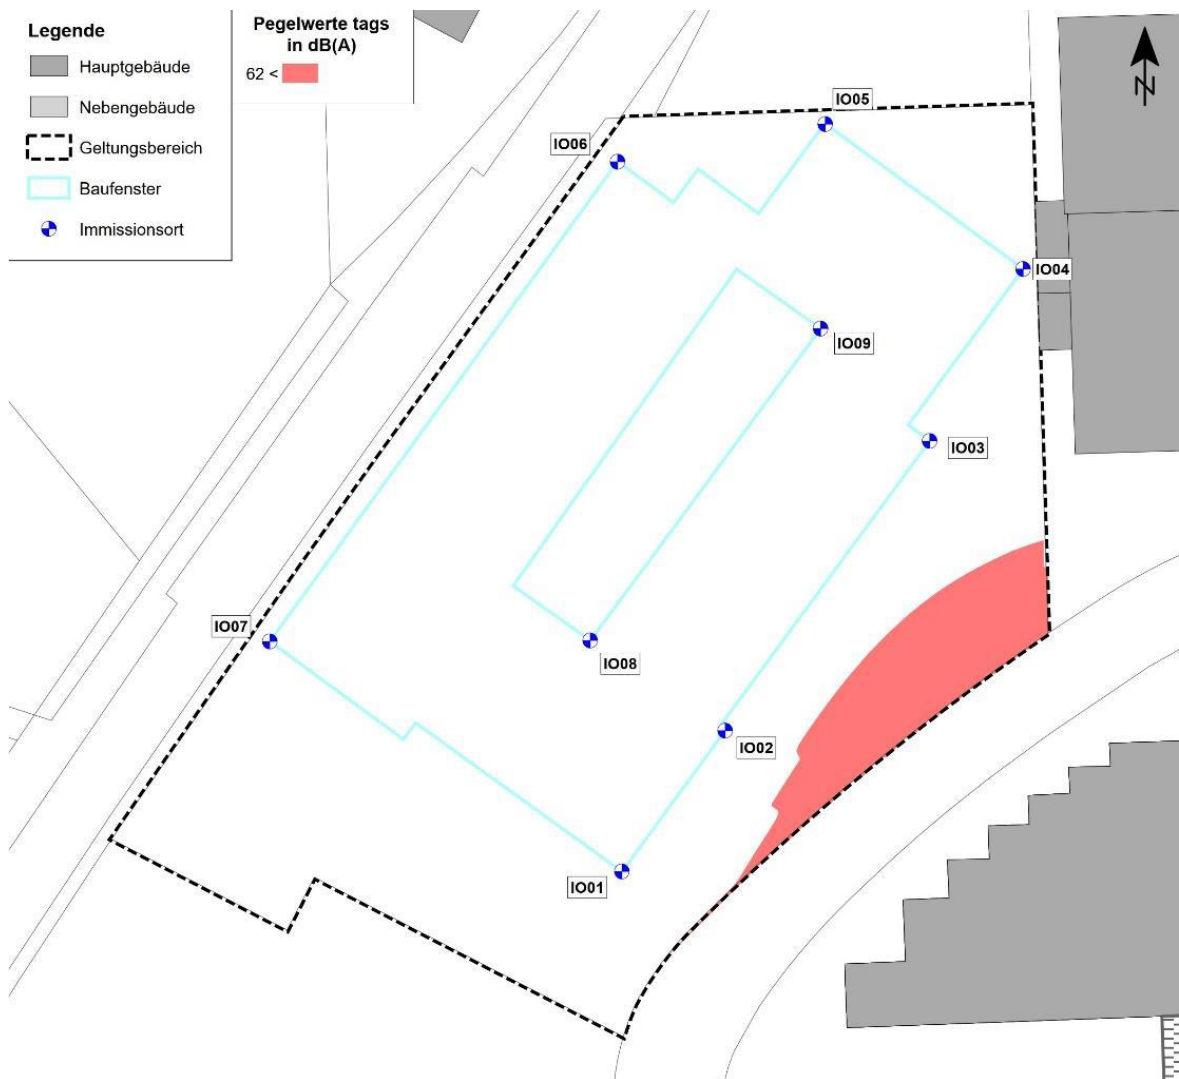 Legende
Hauptgebäude
Nebengebäude
Geltungsbereich
Baufenster
Immissionsort
Pegelwerte tags
in dB(A)
62 <
N
IO05
IO06
IO04
IO09
IO03
IO07
IO08
IO02
IO01